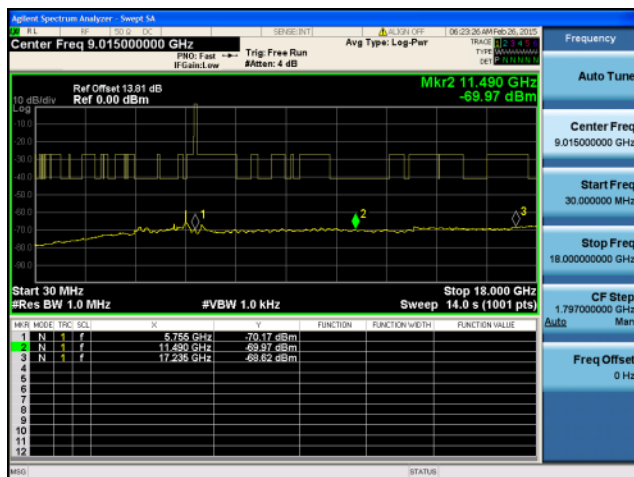 Agilent Spectrum Analyzer - Swept SA
RL RF 50 Ω DC SENSE:INT ALIGN OFF 06:23:26 AM Feb 26, 2015
Center Freq 9.015000000 GHz
PNO: Fast
IFGain:Low
Trig: Free Run
#Atten: 4 dB
Avg Type: Log-Pwr
TRACE 1 2 3 4 5 6
TYPE
DET P N N N N N
Mkr2 11.490 GHz
-69.97 dBm
Ref Offset 13.81 dB
Ref 0.00 dBm
10 dB/div
Log
-10.0
-20.0
-30.0
-40.0
-50.0
-60.0
-70.0
-80.0
-90.0
1
2
3
Start 30 MHz
Stop 18.000 GHz
#Res BW 1.0 MHz
#VBW 1.0 kHz
Sweep 14.0 s (1001 pts)
MKR MODE TRC SCL X Y FUNCTION FUNCTION WIDTH FUNCTION VALUE
1 N 1 f 5.755 GHz -70.17 dBm
2 N 1 f 11.490 GHz -69.97 dBm
3 N 1 f 17.235 GHz -68.62 dBm
4
5
6
7
8
9
10
11
12
MSG
STATUS
Frequency
Auto Tune
Center Freq
9.015000000 GHz
Start Freq
30.000000 MHz
Stop Freq
18.000000000 GHz
CF Step
1.797000000 GHz
Auto Man
Freq Offset
0 Hz